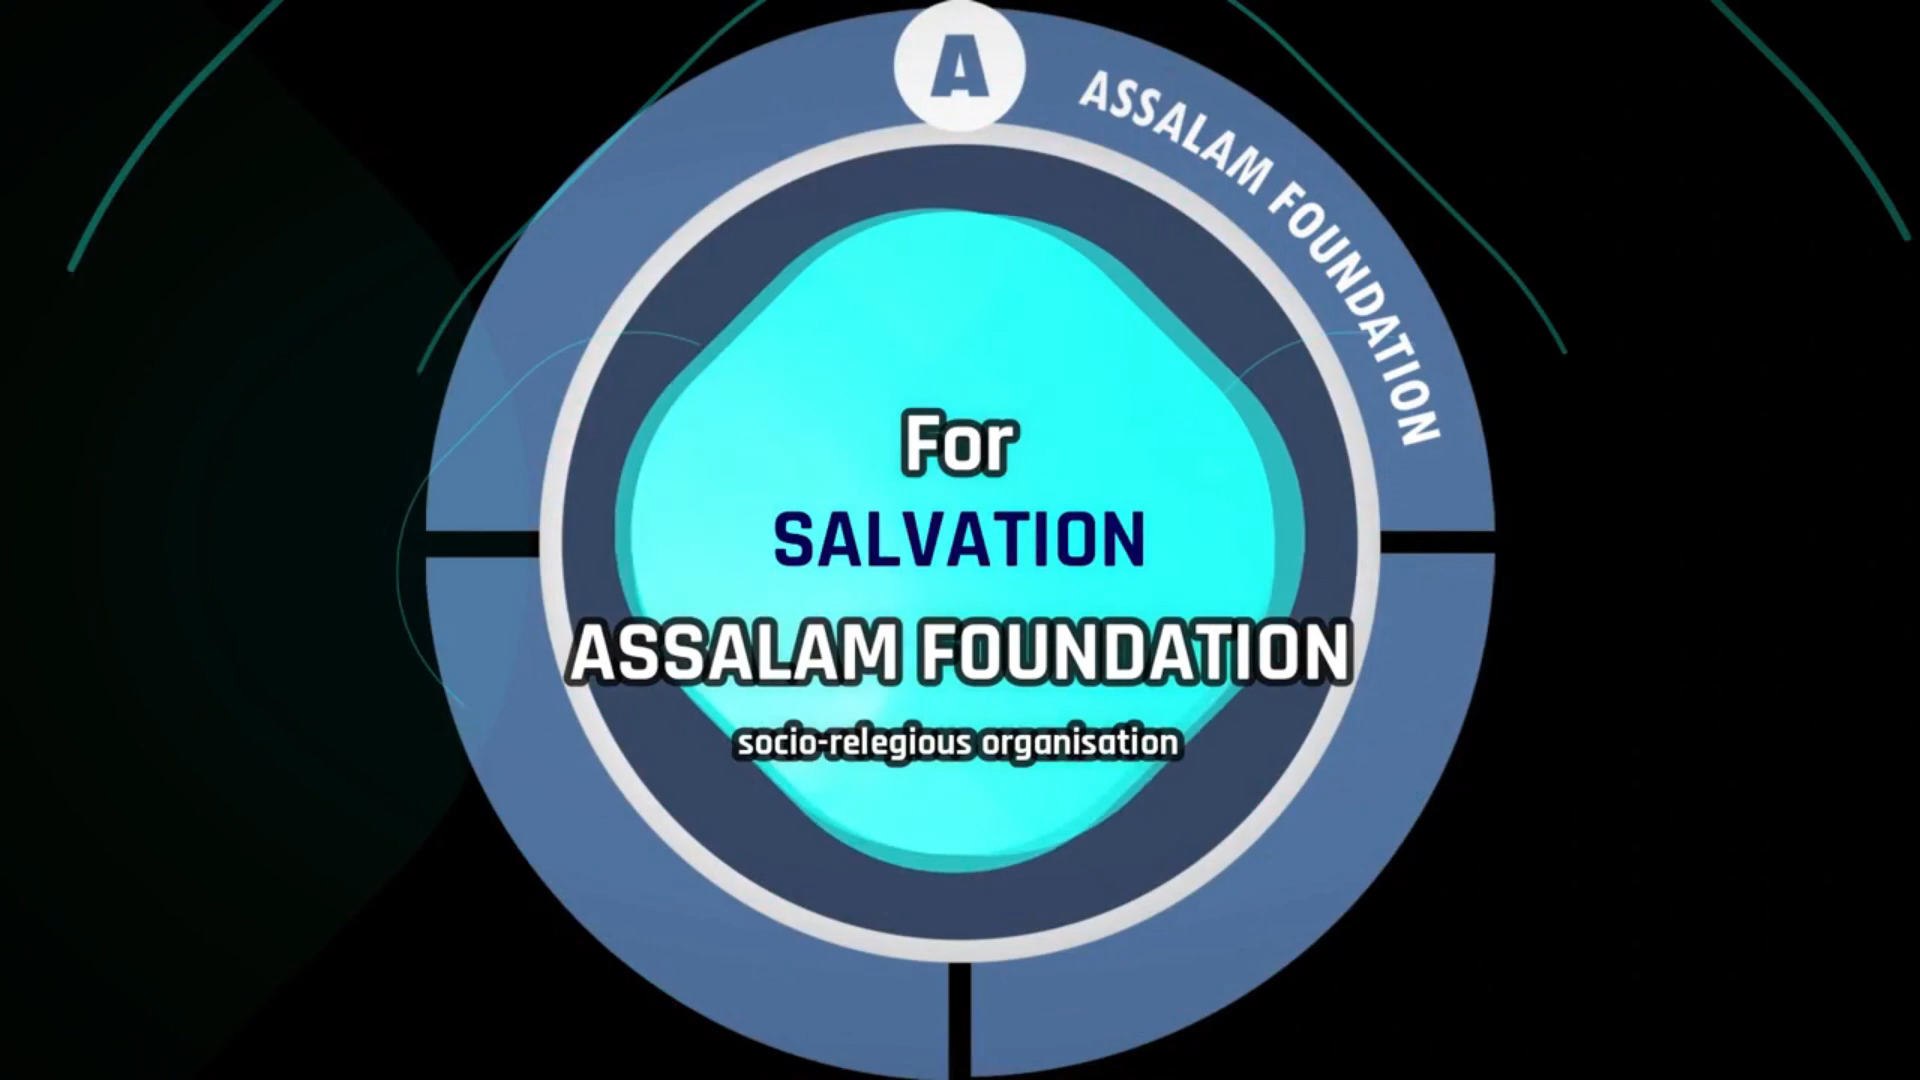 A
ASSALAM FOUNDATION
For
SALVATION
ASSALAM FOUNDATION
socio-relegious organisation